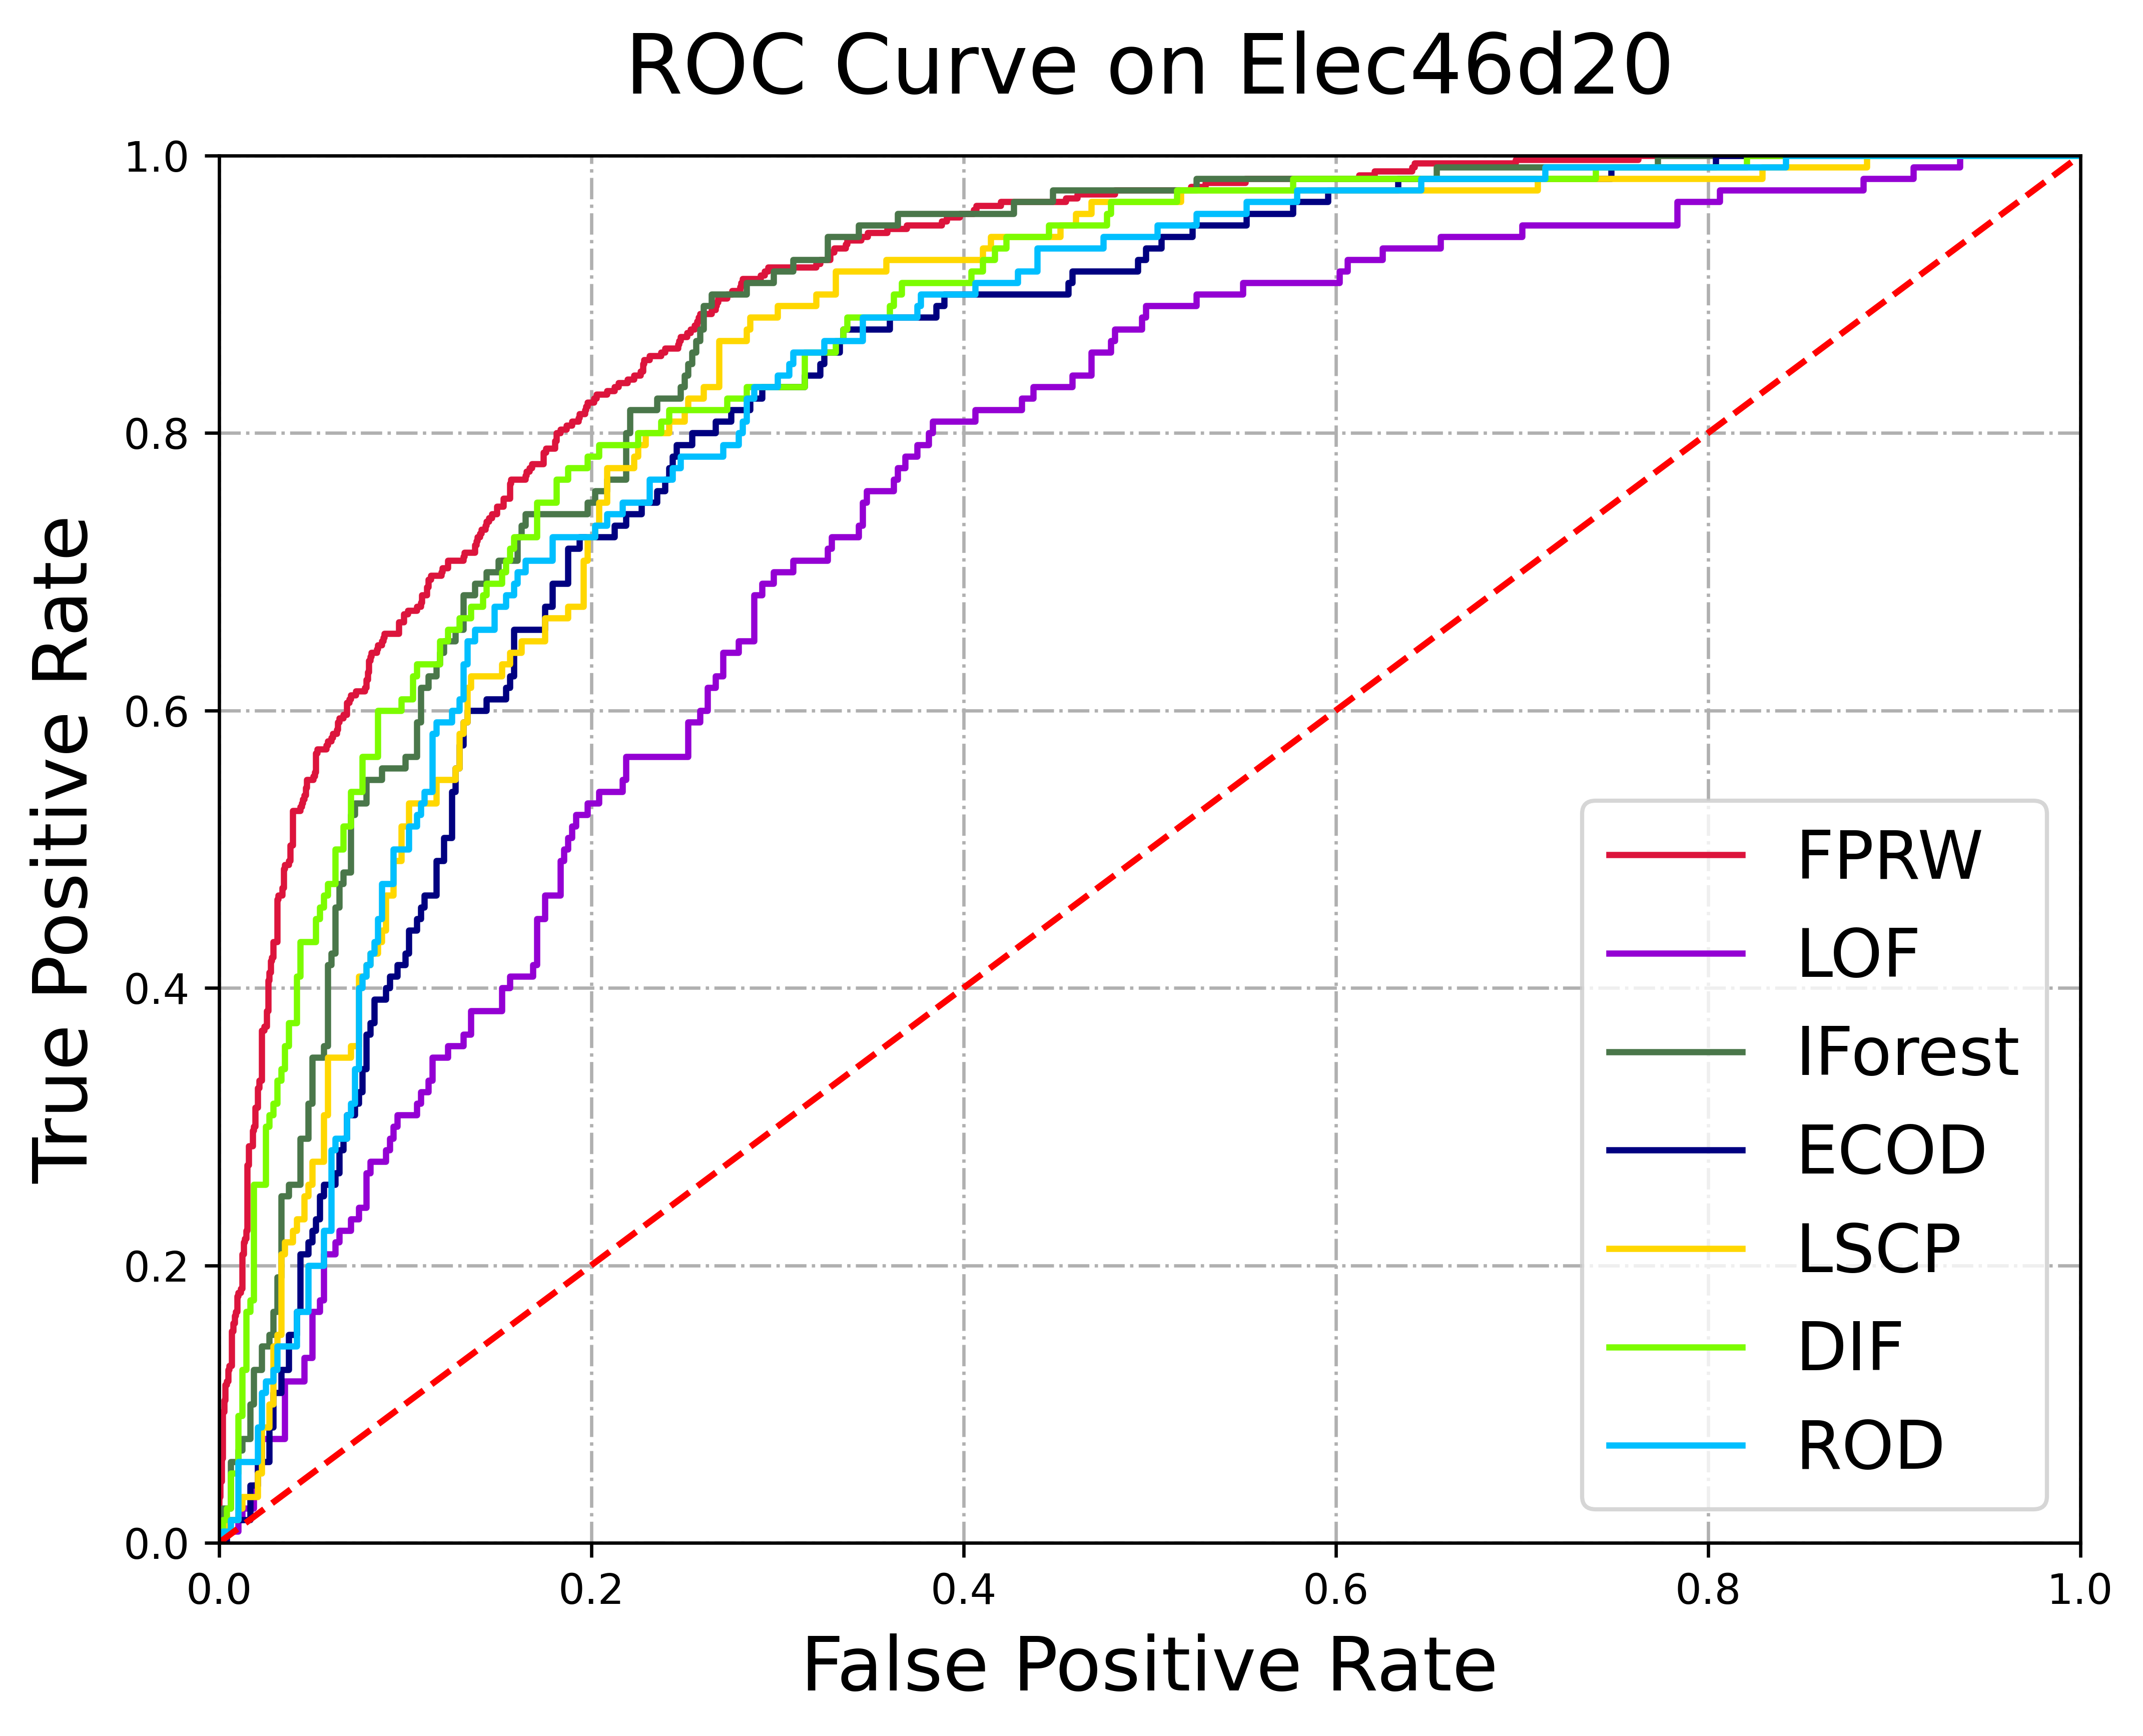 ROC Curve on Elec46d20
True Positive Rate
1.0
0.8
0.6
0.4
0.2
0.0
0.0 0.2 0.4 0.6 0.8 1.0
False Positive Rate
FPRW
LOF
IForest
ECOD
LSCP
DIF
ROD